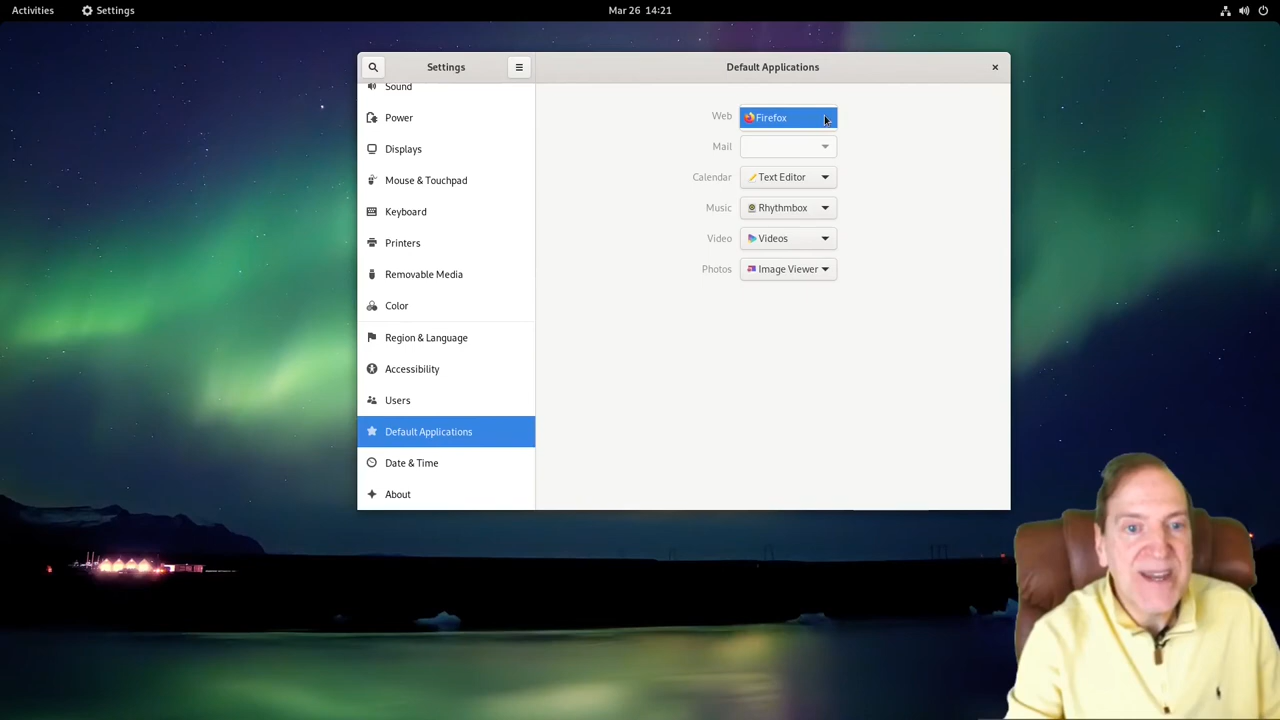 Activities
Settings
Mar 26 14:21
Settings
Default Applications
Sound
Power
Displays
Mouse & Touchpad
Keyboard
Printers
Removable Media
Color
Region & Language
Accessibility
Users
Default Applications
Date & Time
About
Web Firefox
Mail
Calendar Text Editor
Music Rhythmbox
Video Videos
Photos Image Viewer